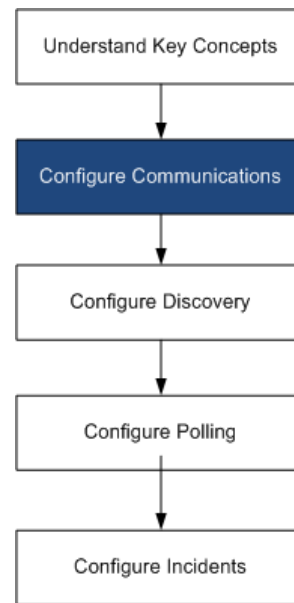 Understand Key Concepts
Configure Communications
Configure Discovery
Configure Polling
Configure Incidents